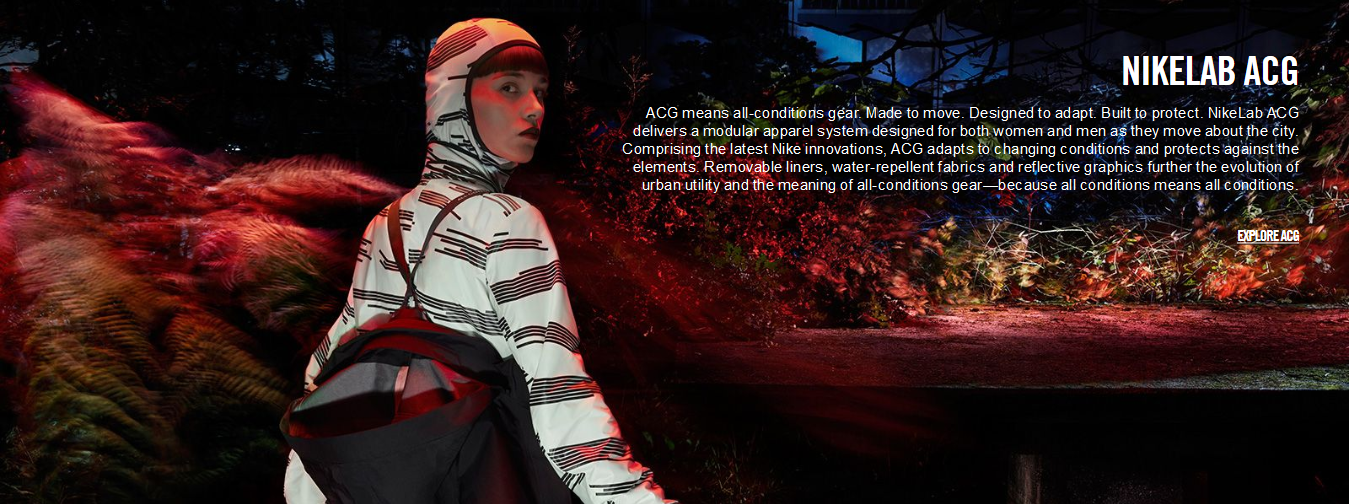 NIKELAB ACG
ACG means all-conditions gear. Made to move. Designed to adapt. Built to protect. NikeLab ACG
delivers a modular apparel system designed for both women and men as they move about the city.
Comprising the latest Nike innovations, ACG adapts to changing conditions and protects against the
elements. Removable liners, water-repellent fabrics and reflective graphics further the evolution of
urban utility and the meaning of all-conditions gear—because all conditions means all conditions.
EXPLORE ACG